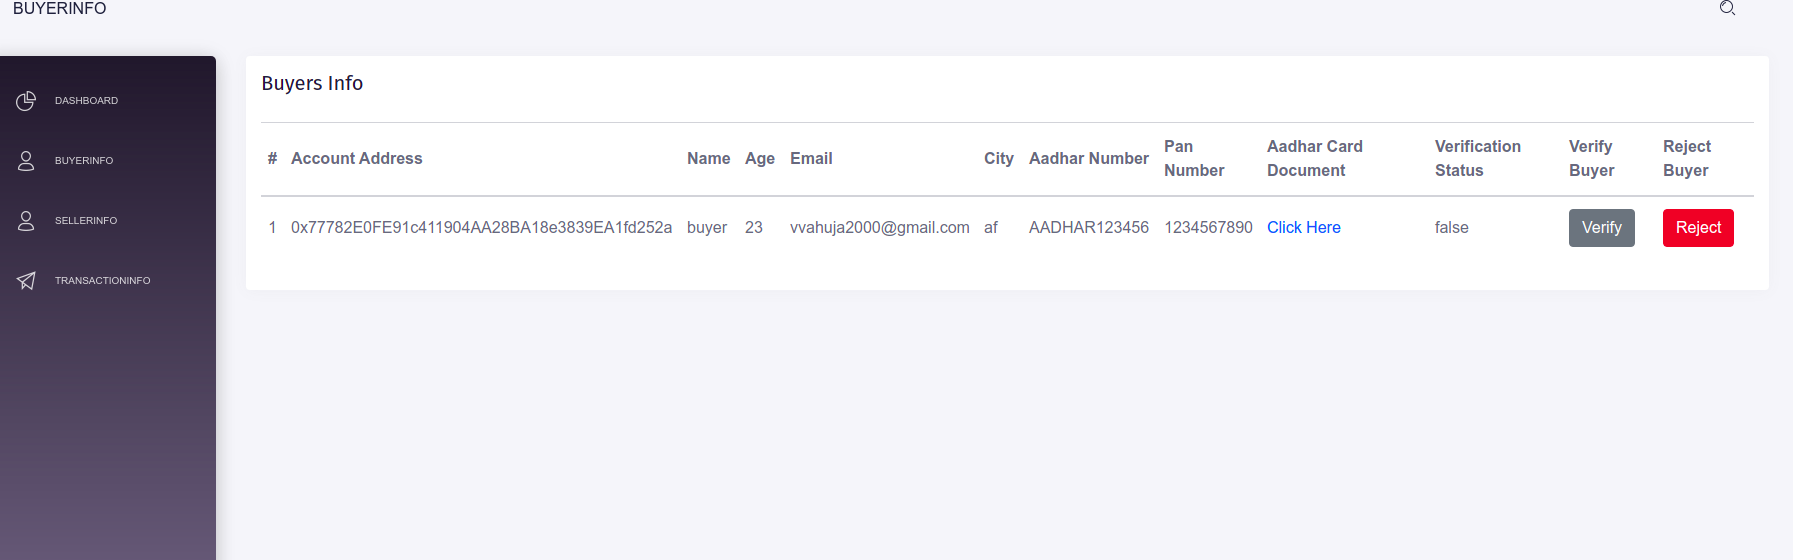 BUYERINFO
DASHBOARD
BUYERINFO
SELLERINFO
TRANSACTIONINFO
Buyers Info
# Account Address Name Age Email City Aadhar Number Pan Number Aadhar Card Document Verification Status Verify Buyer Reject Buyer
1 0x77782E0FE91c411904AA28BA18e3839EA1fd252a buyer 23 vvahuja2000@gmail.com af AADHAR123456 1234567890 Click Here false Verify Reject